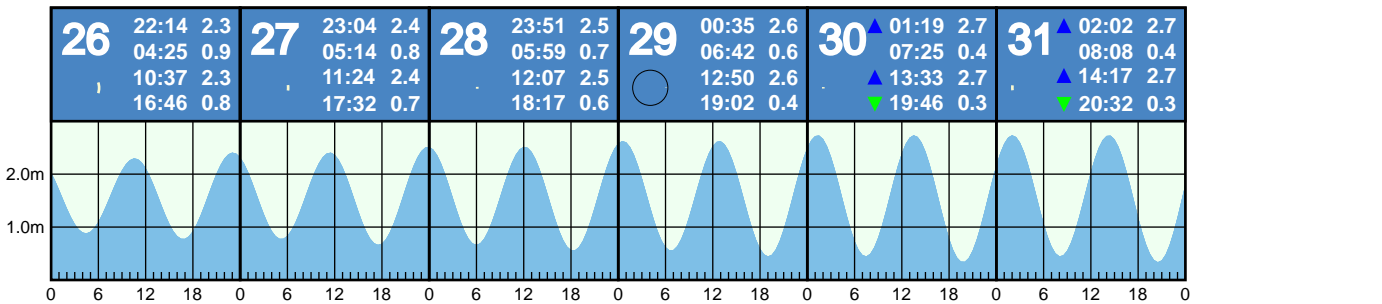 26 22:14 2.3
04:25 0.9
10:37 2.3
16:46 0.8
27 23:04 2.4
05:14 0.8
11:24 2.4
17:32 0.7
28 23:51 2.5
05:59 0.7
12:07 2.5
18:17 0.6
29 00:35 2.6
06:42 0.6
12:50 2.6
19:02 0.4
30 ▲ 01:19 2.7
07:25 0.4
▲ 13:33 2.7
▼ 19:46 0.3
31 ▲ 02:02 2.7
08:08 0.4
▲ 14:17 2.7
▼ 20:32 0.3
2.0m
1.0m
0 6 12 18 0 6 12 18 0 6 12 18 0 6 12 18 0 6 12 18 0 6 12 18 0